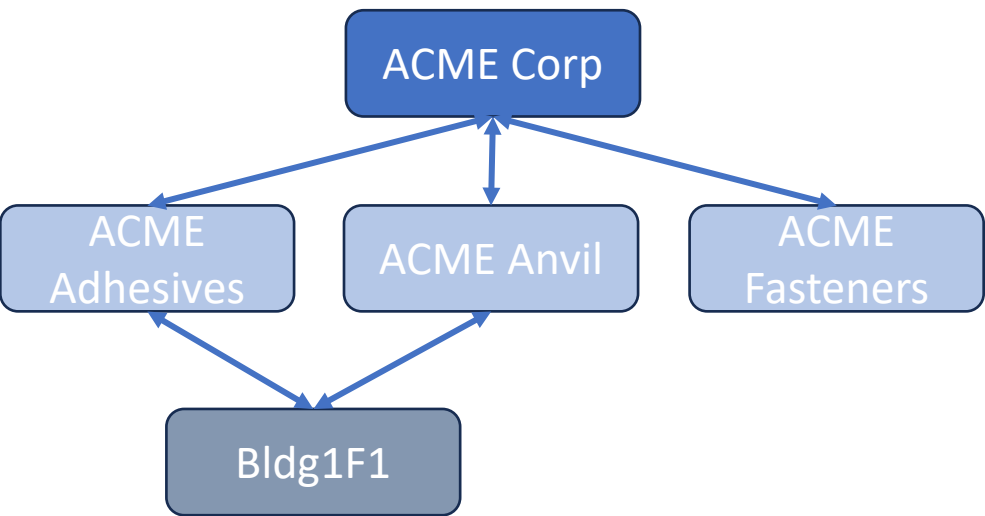 ACME Corp
ACME
Adhesives
ACME Anvil
ACME
Fasteners
Bldg1F1